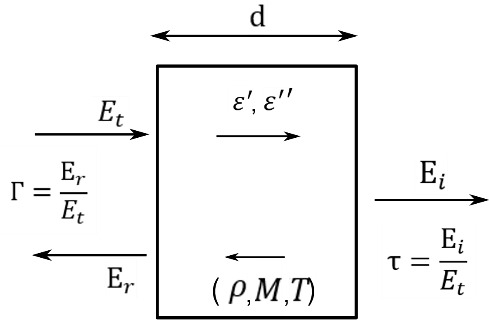 d
E_t
ε′, ε′′
Γ = E_r/E_t
E_i
E_r
τ = E_i/E_t
( ρ,M,T)